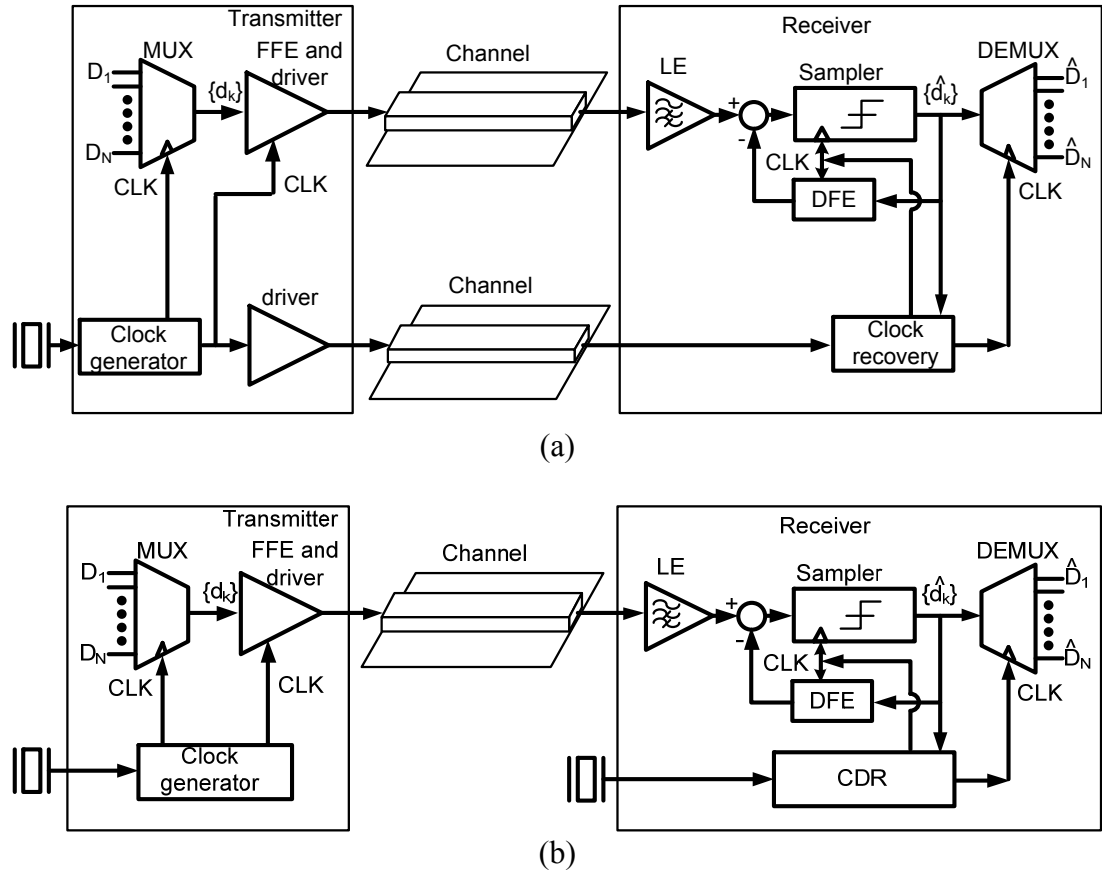 Transmitter
MUX
FFE and
driver
D1
{dk}
DN
CLK
CLK
Clock
generator
driver
Channel
Channel
Receiver
LE
+
-
Sampler
{d̂k}
DEMUX
D̂1
D̂N
CLK
DFE
CLK
Clock
recovery
(a)
Transmitter
MUX
FFE and
driver
D1
{dk}
DN
CLK
CLK
Clock
generator
Channel
Receiver
LE
+
-
Sampler
{d̂k}
DEMUX
D̂1
D̂N
CLK
DFE
CLK
CDR
(b)